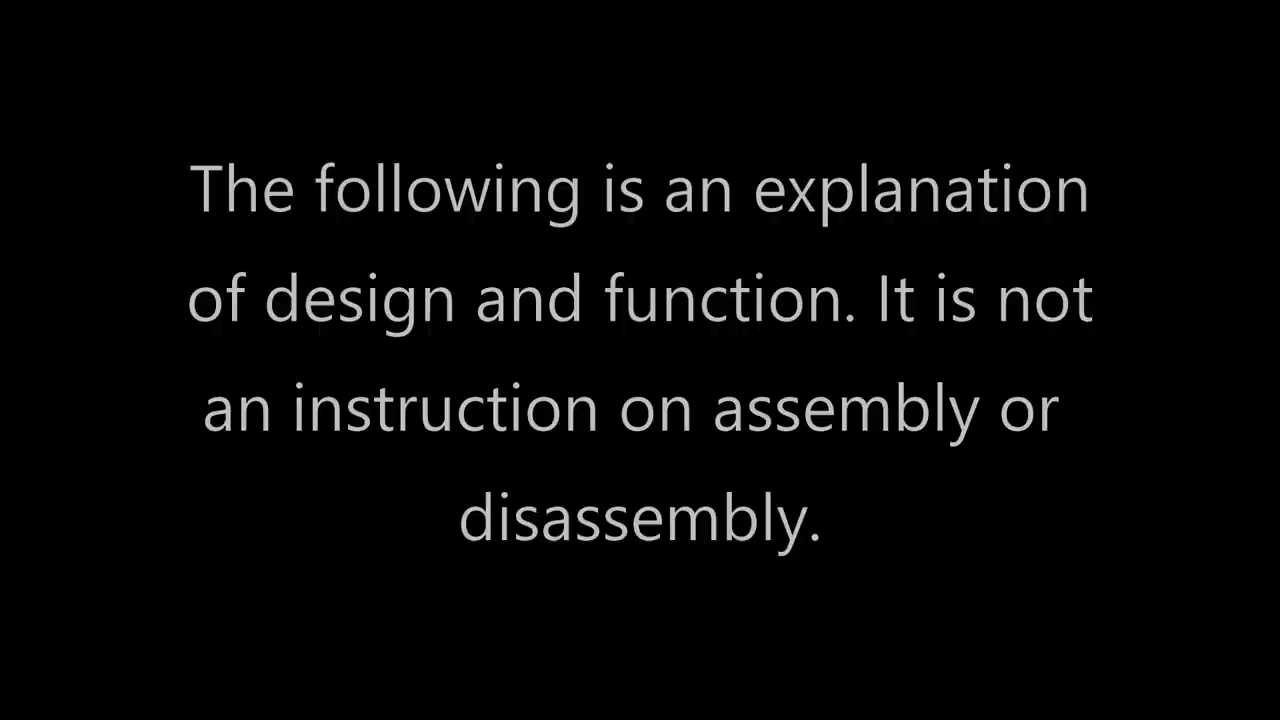 The following is an explanation
of design and function. It is not
an instruction on assembly or
disassembly.